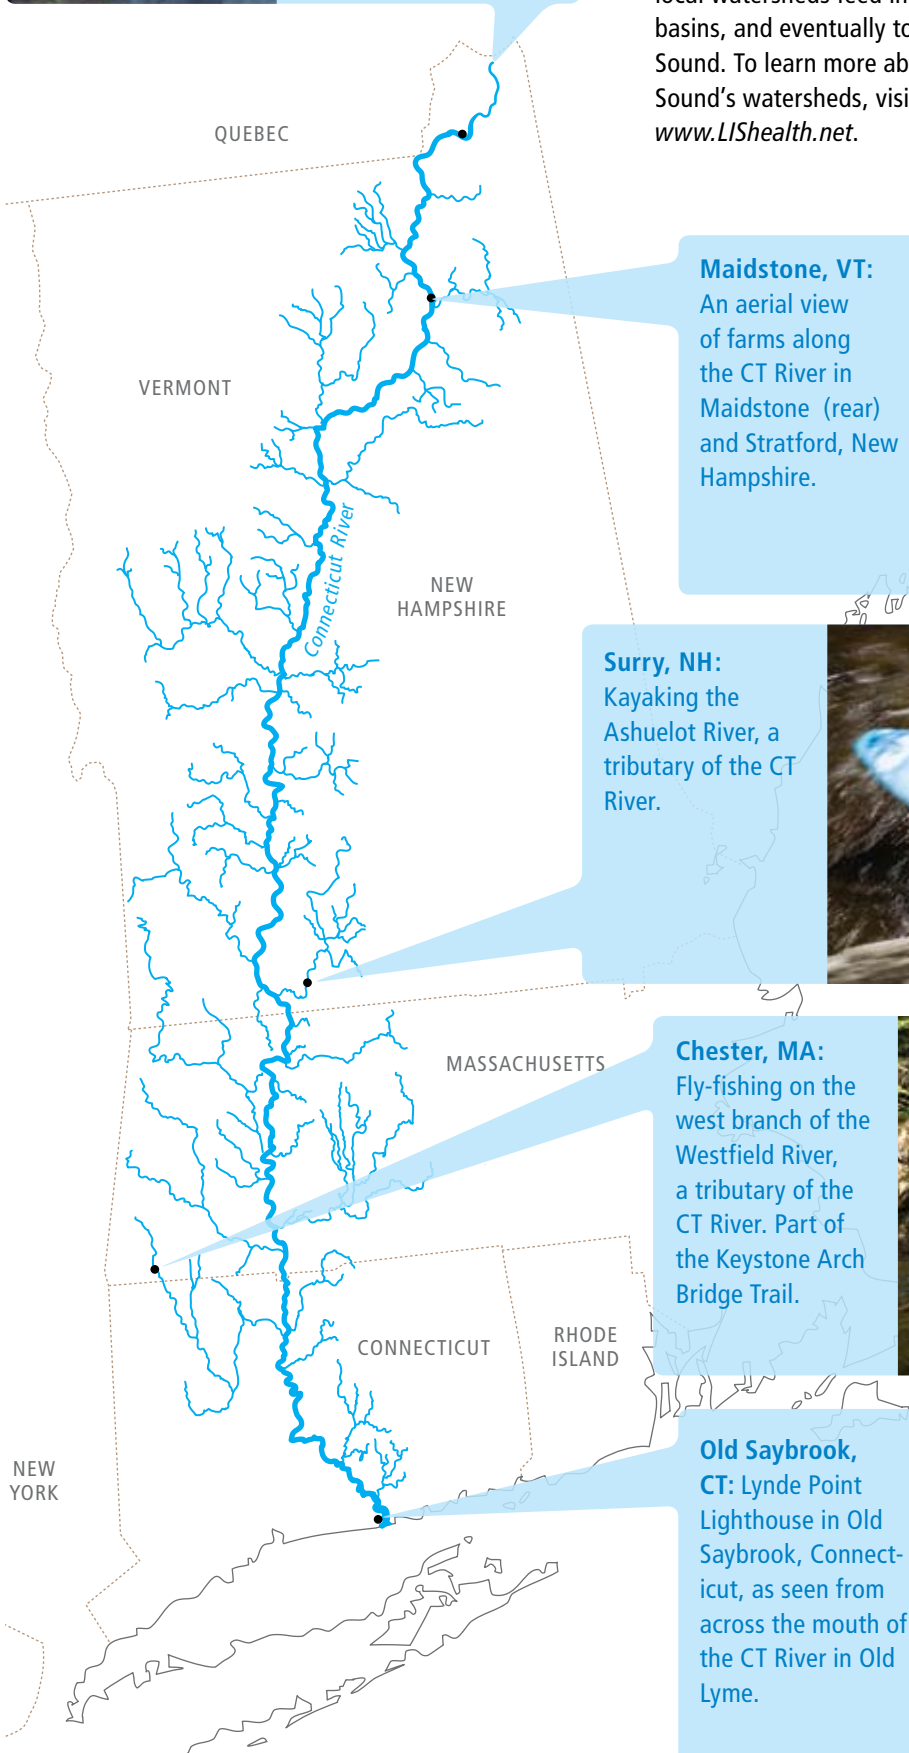 basins, and eventually to
Sound. To learn more ab
Sound's watersheds, visi
www.LIShealth.net.
QUEBEC
Maidstone, VT:
An aerial view
of farms along
the CT River in
Maidstone (rear)
and Stratford, New
Hampshire.
VERMONT
Connecticut River
NEW
HAMPSHIRE
Surry, NH:
Kayaking the
Ashuelot River, a
tributary of the CT
River.
MASSACHUSETTS
Chester, MA:
Fly-fishing on the
west branch of the
Westfield River,
a tributary of the
CT River. Part of
the Keystone Arch
Bridge Trail.
CONNECTICUT
RHODE
ISLAND
NEW
YORK
Old Saybrook,
CT: Lynde Point
Lighthouse in Old
Saybrook, Connect-
icut, as seen from
across the mouth of
the CT River in Old
Lyme.